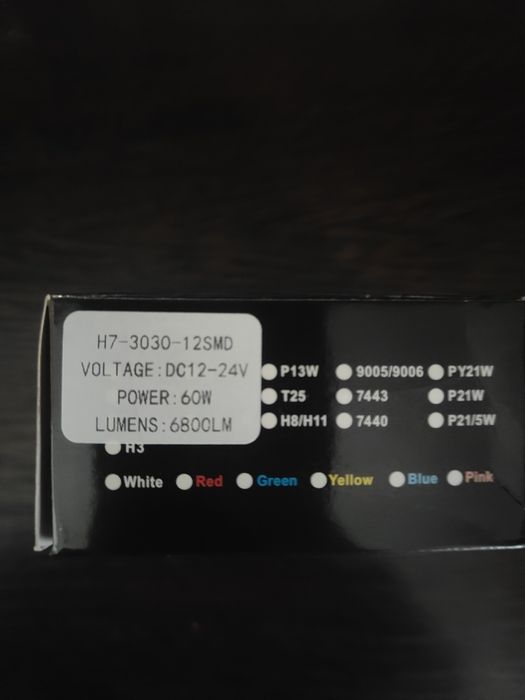 H7-3030-12SMD
VOLTAGE:DC12-24V
POWER:60W
LUMENS:6800LM
P13W 9005/9006 PY21W
T25 7443 P21W
H8/H11 7440 P21/5W
H3
White Red Green Yellow Blue Pink